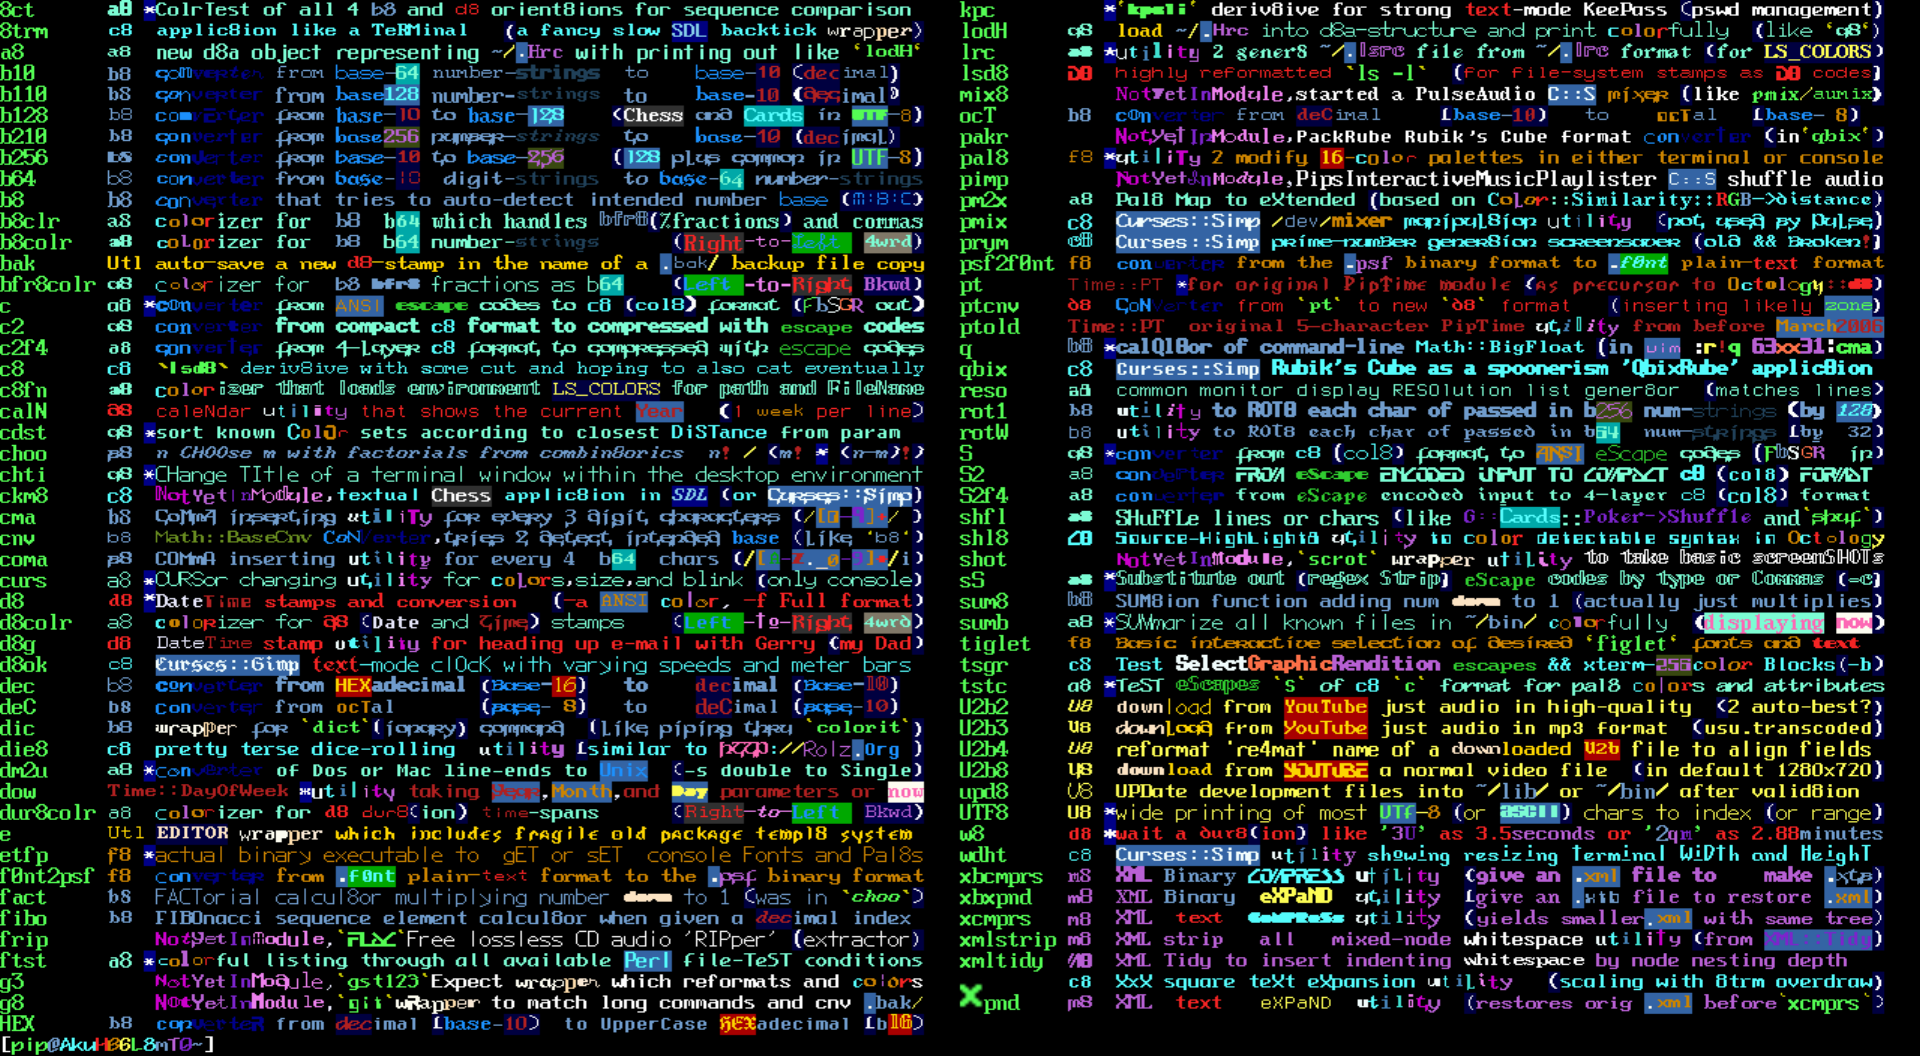 8ct a8 *ColrTest of all 4 b8 and d8 orient8ions for sequence comparison
8trm c8 applic8ion like a TeRMinal (a fancy slow SDL backtick wrapper)
a8 new d8a object representing ~/.Hrc with printing out like `lodH`
b10 b8 coNverter from base-64 number-strings to base-10 (decimal)
b110 b8 converter from base128 number-strings to base-10 (decimal)
b128 b8 converter from base-10 to base-128 (Chess and Cards in UTF-8)
b210 b8 converter from base256 number-strings to base-10 (decimal)
b256 b8 converter from base-10 to base-256 (128 plus common in UTF-8)
b64 b8 converter from base-10 digit-strings to base-64 number-strings
b8 b8 converter that tries to auto-detect intended number base (M:B:C)
b8clr a8 colorizer for b8 b64 which handles bfr8(%fractions) and commas
b8colr a8 colorizer for b8 b64 number-strings (Right-to-Left 4wrd)
bak Utl auto-save a new d8-stamp in the name of a .bak/ backup file copy
bfr8colr a8 colorizer for b8 bfr8 fractions as b64 (Left -to-Right Bkwd)
c a8 *converter from ANSI escape codes to c8 (col8) format (FbSGR out)
c2 a8 converter from compact c8 format to compressed with escape codes
c2f4 a8 converter from 4-layer c8 format, to compressed with escape codes
c8 c8 `lsd8` deriv8ive with some cut and hoping to also cat eventually
c8fn a8 colorizer that loads environment LS_COLORS for path and FileName
calN d8 caleNdar utility that shows the current Year (1 week per line)
cdst a8 *sort known Color sets according to closest DiSTance from param
choo b8 n CHOOse m with factorials from combin8orics n! / (m! * (n-m)!)
chti a8 *CHange TItle of a terminal window within the desktop environment
ckm8 c8 NotYetInModule,textual Chess applic8ion in SDL (or Curses::Simp)
cma b8 CoMmA inserting utiliTy for every 3 digit characters (/[0-9]+/ )
cnv b8 Math::BaseCnv CoNVerter,tries 2 detect intended base (like 'b8')
coma b8 COMmA inserting utility for every 4 b64 chars (/[A-Z._0-9]+/i)
curs a8 *CURSor changing utility for colors,size,and blink (only console)
d8 d8 *DateTime stamps and conversion (-a ANSI color, -f Full format)
d8colr a8 colorizer for d8 (Date and Time) stamps (Left -to-Right 4wrd)
d8g d8 DateTime stamp utility for heading up e-mail with Gerry (my Dad)
d8ok c8 Curses::Simp text-mode clOcK with varying speeds and meter bars
dec b8 converter from HEXadecimal (Base-16) to decimal (Base-10)
deC b8 converter from ocTal (base- 8) to deCimal (base-10)
dic b8 wrapper for `dict`(ionary) command (like piping thru `colorit`)
die8 c8 pretty terse dice-rolling utility (similar to HTTP://Rolz.Org )
dm2u a8 *converter of Dos or Mac line-ends to Unix (-s double to Single)
dow Time::DayOfWeek *utility taking Year,Month,and Day parameters or now
dur8colr a8 colorizer for d8 dur8(ion) time-spans (Right-to-Left Bkwd)
e Utl EDITOR wrapper which includes fragile old package templ8 system
etfp f8 *actual binary executable to gET or sET console Fonts and Pal8s
f0nt2psf f8 converter from .f0nt plain-text format to the .psf binary format
fact b8 FACTorial calcul8or multiplying number down to 1 (was in `choo`)
fibo b8 FIBOnacci sequence element calcul8or when given a decimal index
frip NotYetInModule,`FLAC`Free lossless CD audio 'RIPper' (extractor)
ftst a8 *colorful listing through all available Perl file-TeST conditions
g3 NotYetInModule,`gst123`Expect wrapper which reformats and colors
g8 NotYetInModule,`git`wRapper to match long commands and cnv .bak/
HEX b8 converteR from decimal (base-10) to UpperCase HEXadecimal (b16)
[pip@AkuH06L8mT0~]
kpc *`kpcli` deriv8ive for strong text-mode KeePass (pswd management)
lodH a8 load ~/.Hrc into d8a-structure and print colorfully (like `a8`)
lrc a8 *utility 2 gener8 ~/.lsrc file from ~/.lrc format (for LS_COLORS)
lsd8 D8 highly reformatted `ls -l` (for file-system stamps as D8 codes)
mix8 NotYetInModule,started a PulseAudio C::S mixer (like pmix/aumix)
ocT b8 cOnverter from deCimal (base-10) to ocTal (base- 8)
pakr NotYetInModule,PackRube Rubik's Cube format converter (in`qbix`)
pal8 f8 *utiliTy 2 modify 16-color palettes in either terminal or console
pimp NotYetInModule,PipsInteractiveMusicPlaylister C::S shuffle audio
pm2x a8 Pal8 Map to eXtended (based on Color::Similarity::RGB->distance)
pmix c8 Curses::Simp /dev/mixer manipul8ion utility (not used by Pulse)
prym c8 Curses::Simp prime-number gener8ion screensaver (old && Broken!)
psf2f0nt f8 converter from the .psf binary format to .f0nt plain-text format
pt Time::PT *for original PipTime module (As precursor to Octology::d8)
ptcnv d8 CoNVerter from `pt` to new `d8` format (inserting likely zone)
ptold Time::PT original 5-character PipTime utility from before March2006
q b8 *calQl8or of command-line Math::BigFloat (in vim :r!q 63xx31:cma)
qbix c8 Curses::Simp Rubik's Cube as a spoonerism 'QbixRube' applic8ion
reso a8 common monitor display RESOlution list gener8or (matches lines)
rot1 b8 utility to ROT8 each char of passed in b256 num-strings (by 128)
rotW b8 utility to ROT8 each char of passed in b64 num-strings (by 32)
S a8 *converter from c8 (col8) format, to ANSI eScape codes (FbSGR in)
S2 a8 converter FROM eScape ENCODED INPUT TO COMPACT c8 (col8) FORMAT
S2f4 a8 converter from eScape encoded input to 4-layer c8 (col8) format
shfl a8 SHuFfLe lines or chars (like G::Cards::Poker->Shuffle and`shuf`)
shl8 Source-HighLight8 utility to color detectable syntax in Octology
shot NotYetInModule,`scrot` wrapper utility to take basic screenSHOTs
sS a8 *Substitute out (regex Strip) eScape codes by type or Commas (-c)
sum8 b8 SUM8ion function adding num down to 1 (actually just multiplies)
sumb a8 *SUMmarize all known files in ~/bin/ colorfully (displaying now)
tiglet f8 Basic interactive selection of desired 'figlet' fonts and text
tsgr c8 Test SelectGraphicRendition escapes && xterm-256color Blocks(-b)
tstc a8 *TeST eScapes `S` of c8 `c` format for pal8 colors and attributes
U2b2 U8 download from YouTube just audio in high-quality (2 auto-best?)
U2b3 U8 download from YouTube just audio in mp3 format (usu.transcoded)
U2b4 U8 reformat 're4mat' name of a downloaded U2b file to align fields
U2b8 U8 download from YOUTUBE a normal video file (in default 1280x720)
upd8 U8 UPDate development files into ~/lib/ or ~/bin/ after valid8ion
UTF8 U8 *wide printing of most UTf-8 (or ASCII) chars to index (or range)
w8 d8 *wait a dur8(ion) like '3U' as 3.5seconds or '2qm' as 2.88minutes
wdht c8 Curses::Simp utility showing resizing Terminal WiDth and HeighT
xbcmprs m8 XML Binary COMPRESS utility (give an .xml file to make .xtb)
xbxpnd m8 XML Binary eXPaND utility (give an .xtb file to restore .xml)
xcmprs m8 XML text CoMPReSs utility (yields smaller .xml with same tree)
xmlstrip m8 XML strip all mixed-node whitespace utility (from XML::Tidy)
xmltidy M8 XML Tidy to insert indenting whitespace by node nesting depth
c8 XxX square teXt eXpansion utility (scaling with 8trm overdraw)
Xpnd m8 XML text eXPaND utility (restores orig .xml before`xcmprs`)